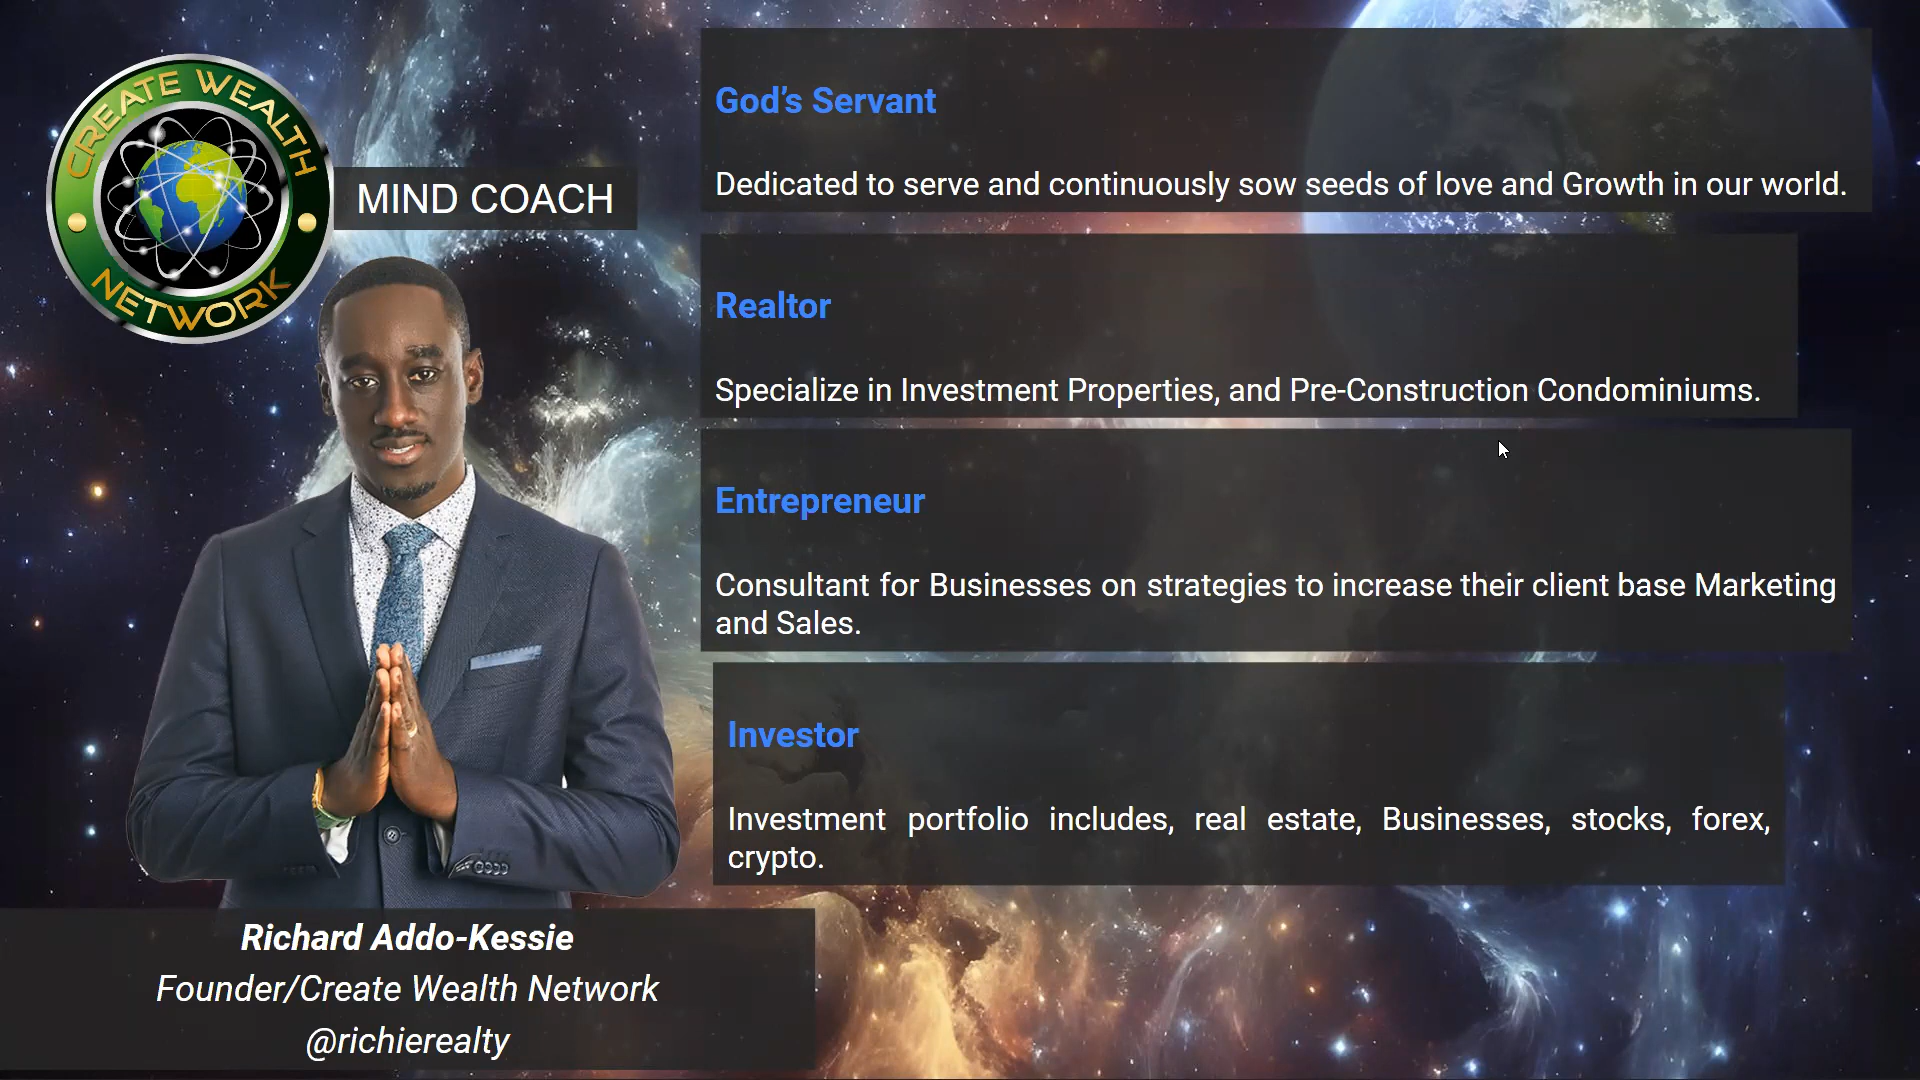 CREATE WEALTH
NETWORK
MIND COACH
God’s Servant
Dedicated to serve and continuously sow seeds of love and Growth in our world.
Realtor
Specialize in Investment Properties, and Pre-Construction Condominiums.
Entrepreneur
Consultant for Businesses on strategies to increase their client base Marketing
and Sales.
Investor
Investment portfolio includes, real estate, Businesses, stocks, forex,
crypto.
Richard Addo-Kessie
Founder/Create Wealth Network
@richierealty